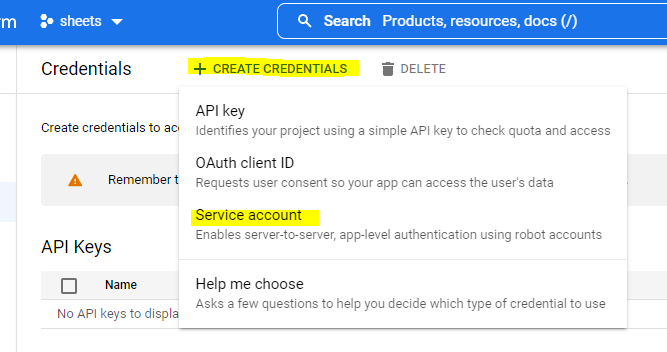 rm sheets Search Products, resources, docs (/)
Credentials + CREATE CREDENTIALS DELETE
API key
Identifies your project using a simple API key to check quota and access
Create credentials to acc
OAuth client ID
Requests user consent so your app can access the user's data
Remember t
Service account
Enables server-to-server, app-level authentication using robot accounts
API Keys
Name
Help me choose
Asks a few questions to help you decide which type of credential to use
No API keys to displa